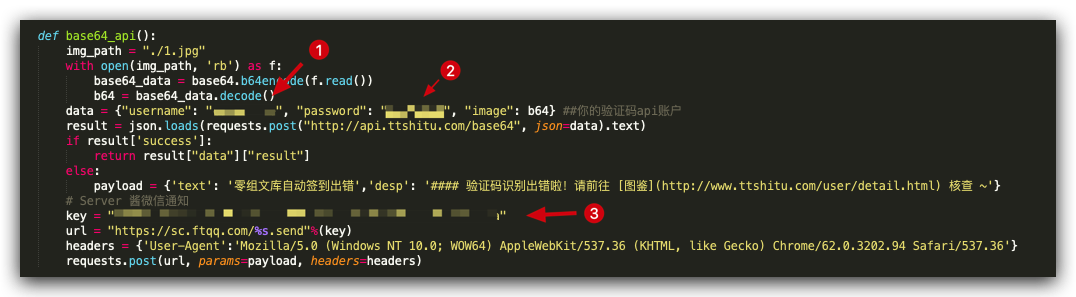 def base64_api():
    img_path = "./1.jpg"
    with open(img_path, 'rb') as f:
        base64_data = base64.b64encode(f.read())
        b64 = base64_data.decode()
    data = {"username": "", "password": "", "image": b64} ##你的验证码api账户
    result = json.loads(requests.post("http://api.ttshitu.com/base64", json=data).text)
    if result['success']:
        return result["data"]["result"]
    else:
        payload = {'text': '零组文库自动签到出错','desp': '#### 验证码识别出错啦！请前往 [图鉴](http://www.ttshitu.com/user/detail.html) 核查 ~'}
    # Server 酱微信通知
    key = ""
    url = "https://sc.ftqq.com/%s.send"%(key)
    headers = {'User-Agent':'Mozilla/5.0 (Windows NT 10.0; WOW64) AppleWebKit/537.36 (KHTML, like Gecko) Chrome/62.0.3202.94 Safari/537.36'}
    requests.post(url, params=payload, headers=headers)
1
2
3